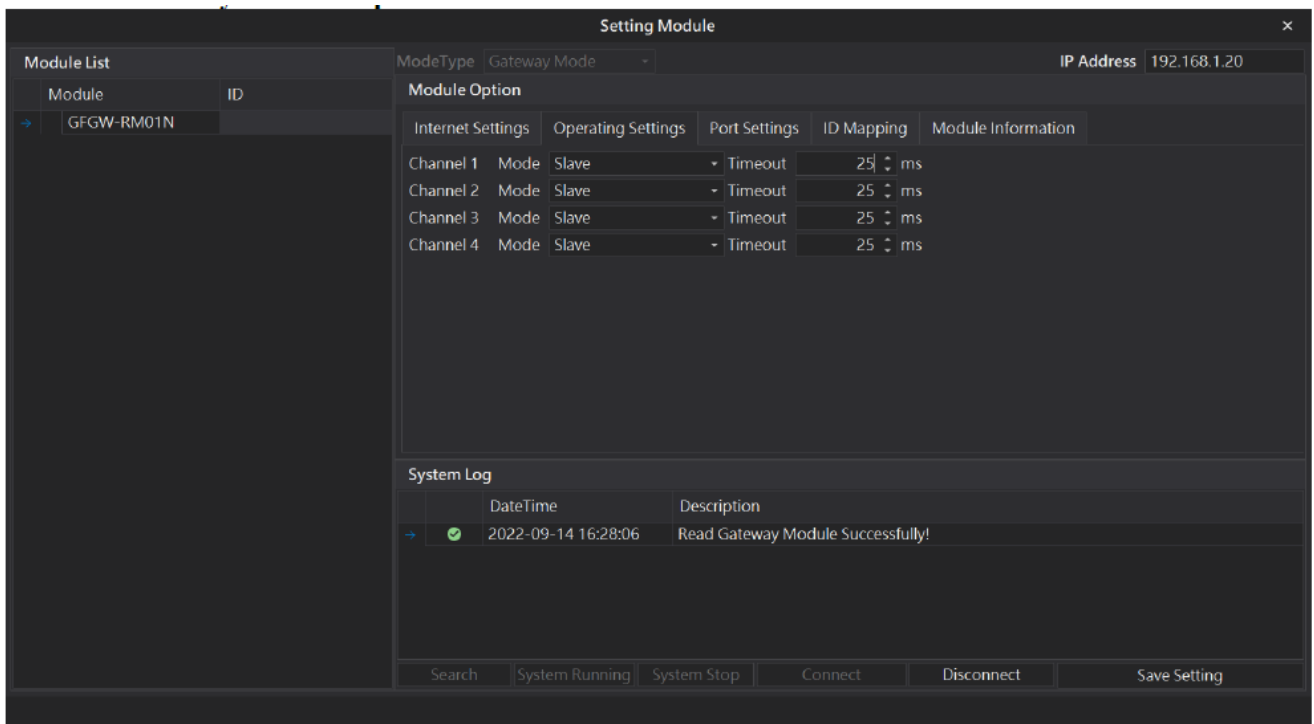 Setting Module ×
Module List
Module ID
GFGW-RM01N
ModeType Gateway Mode
IP Address 192.168.1.20
Module Option
Internet Settings Operating Settings Port Settings ID Mapping Module Information
Channel 1 Mode Slave Timeout 25 ms
Channel 2 Mode Slave Timeout 25 ms
Channel 3 Mode Slave Timeout 25 ms
Channel 4 Mode Slave Timeout 25 ms
System Log
DateTime Description
2022-09-14 16:28:06 Read Gateway Module Successfully!
Search System Running System Stop Connect Disconnect Save Setting